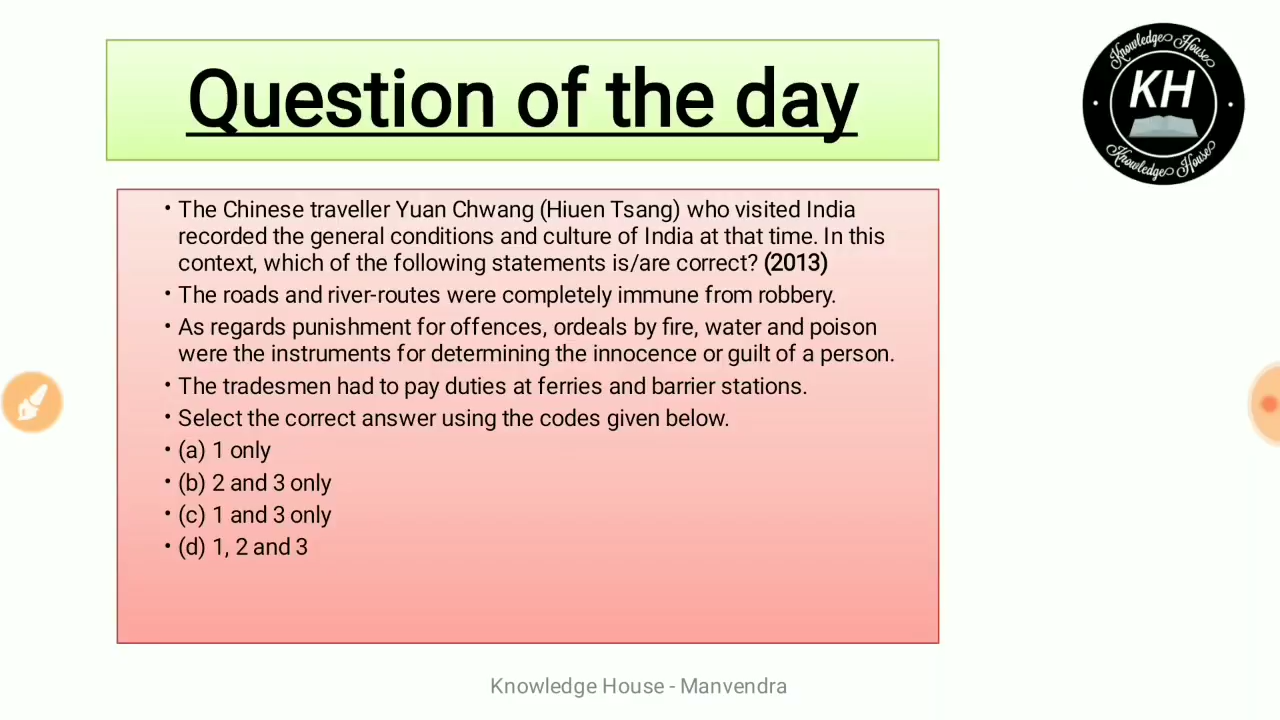 Question of the day
Knowledge House
KH
Knowledge House
• The Chinese traveller Yuan Chwang (Hiuen Tsang) who visited India
recorded the general conditions and culture of India at that time. In this
context, which of the following statements is/are correct? (2013)
• The roads and river-routes were completely immune from robbery.
• As regards punishment for offences, ordeals by fire, water and poison
were the instruments for determining the innocence or guilt of a person.
• The tradesmen had to pay duties at ferries and barrier stations.
• Select the correct answer using the codes given below.
• (a) 1 only
• (b) 2 and 3 only
• (c) 1 and 3 only
• (d) 1, 2 and 3
Knowledge House - Manvendra